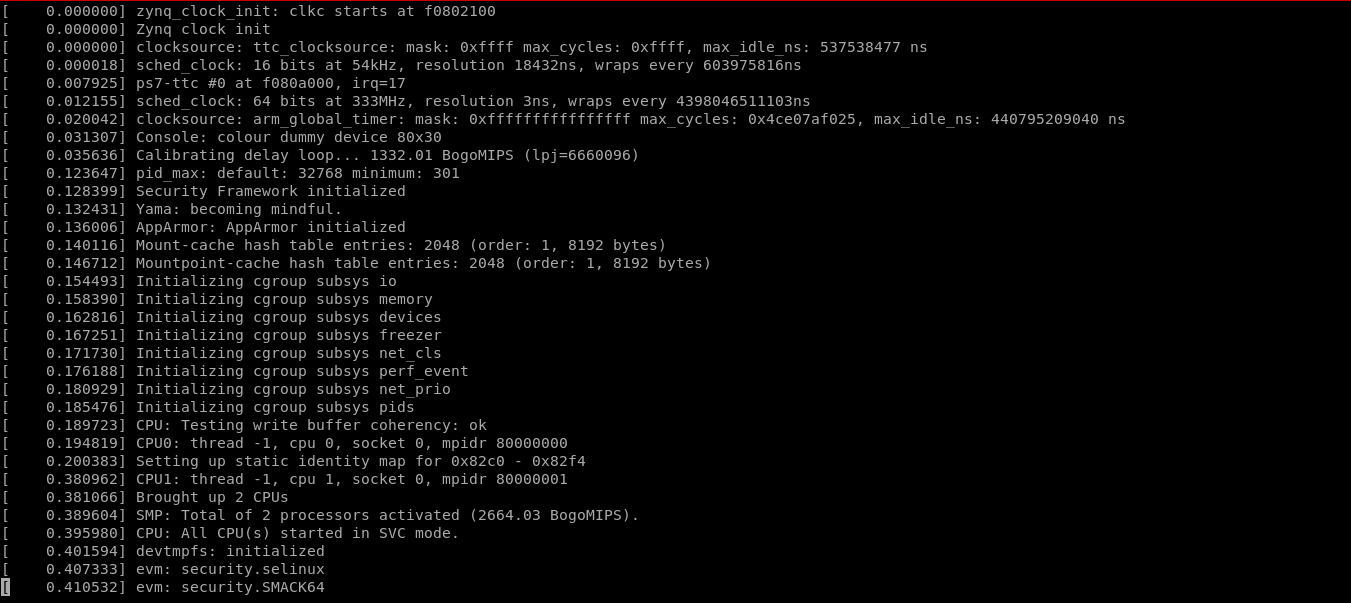 [    0.000000] zynq_clock_init: clkc starts at f0802100
[    0.000000] Zynq clock init
[    0.000000] clocksource: ttc_clocksource: mask: 0xffff max_cycles: 0xffff, max_idle_ns: 537538477 ns
[    0.000018] sched_clock: 16 bits at 54kHz, resolution 18432ns, wraps every 603975816ns
[    0.007925] ps7-ttc #0 at f080a000, irq=17
[    0.012155] sched_clock: 64 bits at 333MHz, resolution 3ns, wraps every 4398046511103ns
[    0.020042] clocksource: arm_global_timer: mask: 0xffffffffffffffff max_cycles: 0x4ce07af025, max_idle_ns: 440795209040 ns
[    0.031307] Console: colour dummy device 80x30
[    0.035636] Calibrating delay loop... 1332.01 BogoMIPS (lpj=6660096)
[    0.123647] pid_max: default: 32768 minimum: 301
[    0.128399] Security Framework initialized
[    0.132431] Yama: becoming mindful.
[    0.136006] AppArmor: AppArmor initialized
[    0.140116] Mount-cache hash table entries: 2048 (order: 1, 8192 bytes)
[    0.146712] Mountpoint-cache hash table entries: 2048 (order: 1, 8192 bytes)
[    0.154493] Initializing cgroup subsys io
[    0.158390] Initializing cgroup subsys memory
[    0.162816] Initializing cgroup subsys devices
[    0.167251] Initializing cgroup subsys freezer
[    0.171730] Initializing cgroup subsys net_cls
[    0.176188] Initializing cgroup subsys perf_event
[    0.180929] Initializing cgroup subsys net_prio
[    0.185476] Initializing cgroup subsys pids
[    0.189723] CPU: Testing write buffer coherency: ok
[    0.194819] CPU0: thread -1, cpu 0, socket 0, mpidr 80000000
[    0.200383] Setting up static identity map for 0x82c0 - 0x82f4
[    0.380962] CPU1: thread -1, cpu 1, socket 0, mpidr 80000001
[    0.381066] Brought up 2 CPUs
[    0.389604] SMP: Total of 2 processors activated (2664.03 BogoMIPS).
[    0.395980] CPU: All CPU(s) started in SVC mode.
[    0.401594] devtmpfs: initialized
[    0.407333] evm: security.selinux
[    0.410532] evm: security.SMACK64